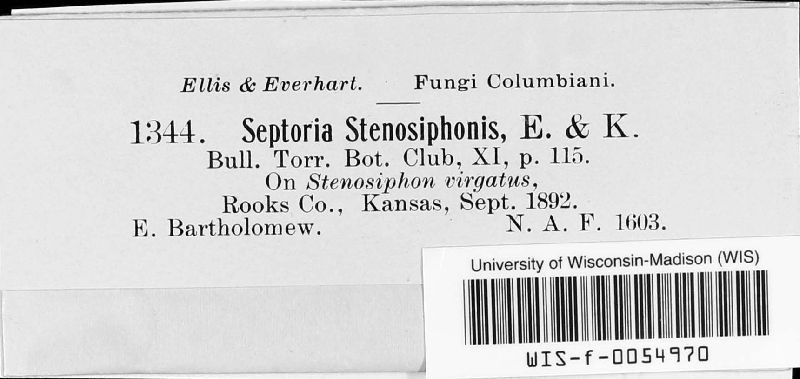 Ellis & Everhart. Fungi Columbiani.
1344. Septoria Stenosiphonis, E. & K.
Bull. Torr. Bot. Club, XI, p. 115.
On Stenosiphon virgatus,
Rooks Co., Kansas, Sept. 1892.
E. Bartholomew. N. A. F. 1603.
University of Wisconsin-Madison (WIS)
WIS-f-0054970